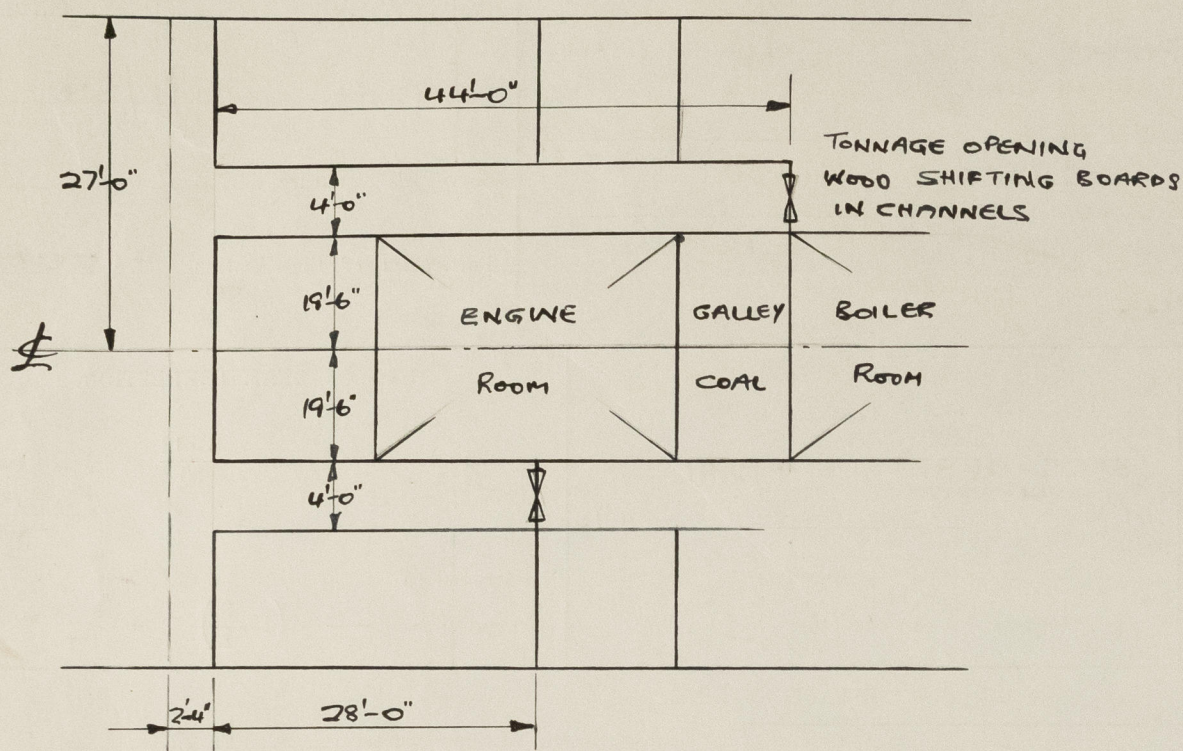 44'-0"
27'-0"
TONNAGE OPENING
WOOD SHIFTING BOARDS
IN CHANNELS
4'-0"
19'-6"
ENGINE
GALLEY
BOILER
℄
ROOM
COAL
ROOM
19'-6"
4'-0"
2'-4"
28'-0"